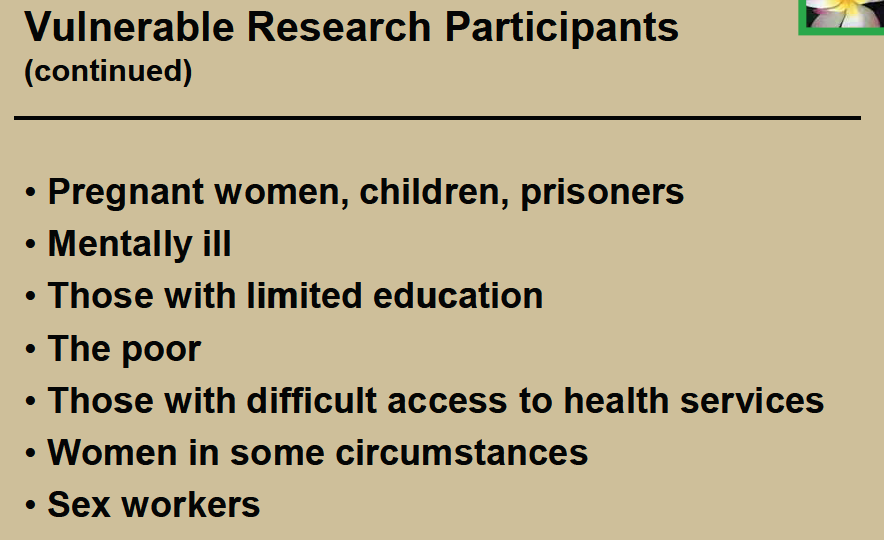 Vulnerable Research Participants
(continued)
• Pregnant women, children, prisoners
• Mentally ill
• Those with limited education
• The poor
• Those with difficult access to health services
• Women in some circumstances
• Sex workers